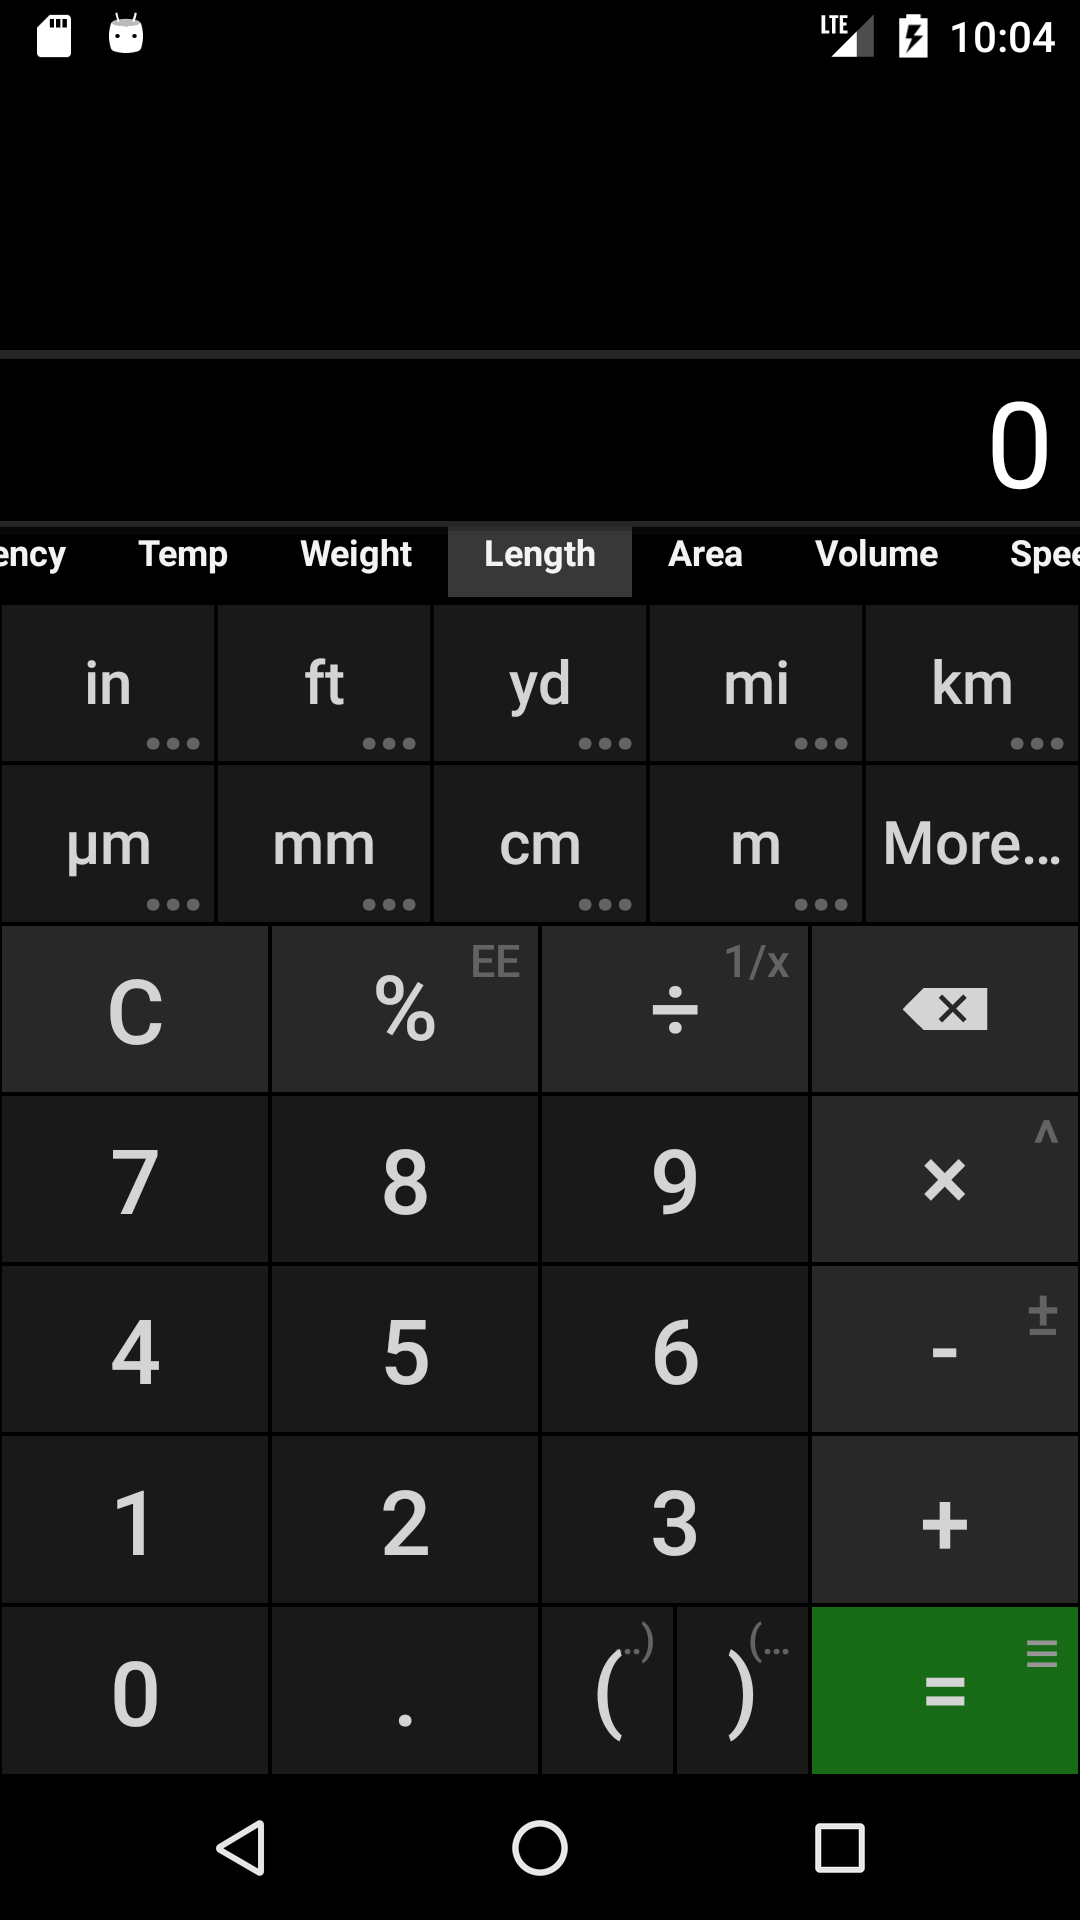 LTE 10:04
0
ency Temp Weight Length Area Volume Spee
in ft yd mi km
µm mm cm m More...
C % EE ÷ 1/x
7 8 9 × ^
4 5 6 - ±
1 2 3 +
0 . ( ..) ) (... =